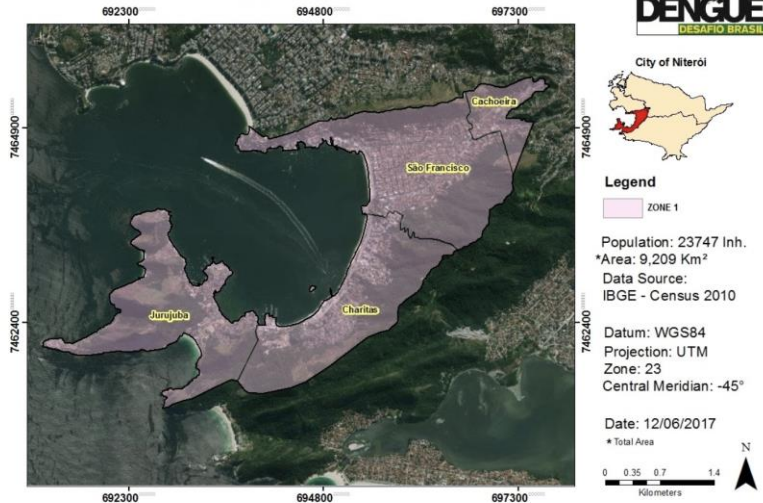 692300 694800 697300
DENGUE
DESAFIO BRASIL
City of Niterói
7464900
7464900
Cachoeira
São Francisco
Legend
ZONE 1
Population: 23747 Inh.
*Area: 9,209 Km²
Data Source:
IBGE - Census 2010
Jurujuba
Charitas
7462400
7462400
Datum: WGS84
Projection: UTM
Zone: 23
Central Meridian: -45°
Date: 12/06/2017
* Total Area
N
0 0.35 0.7 1.4
Kilometers
692300 694800 697300